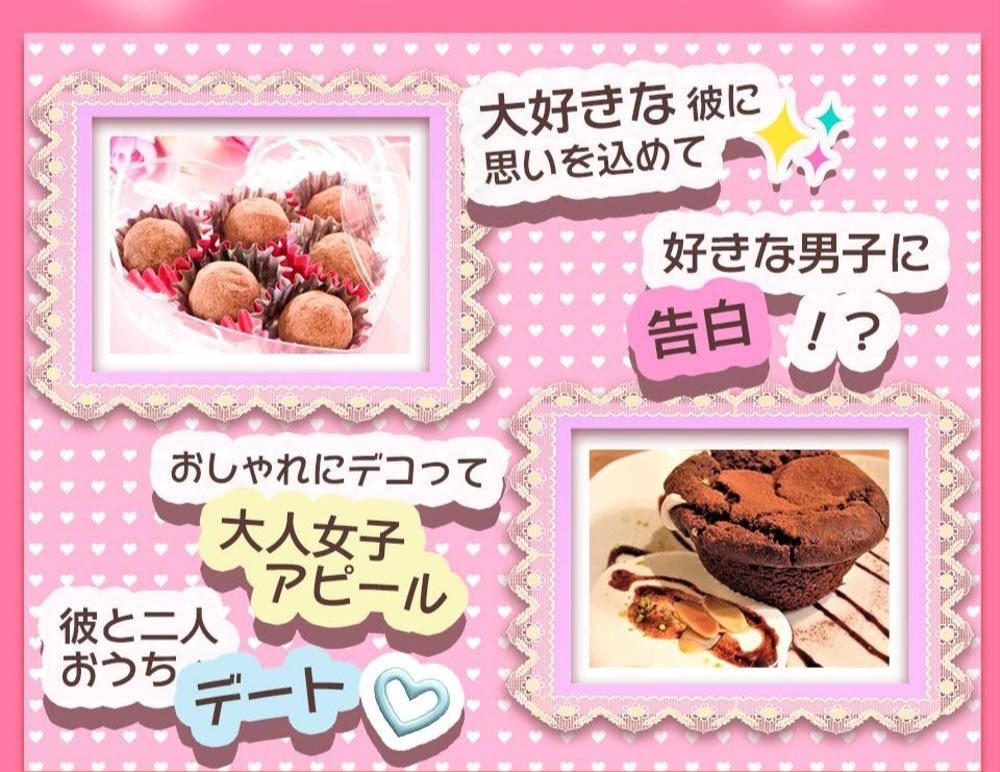 大好きな彼に
思いを込めて
好きな男子に
告白！？
おしゃれにデコって
大人女子
アピール
彼と二人
おうち
デート